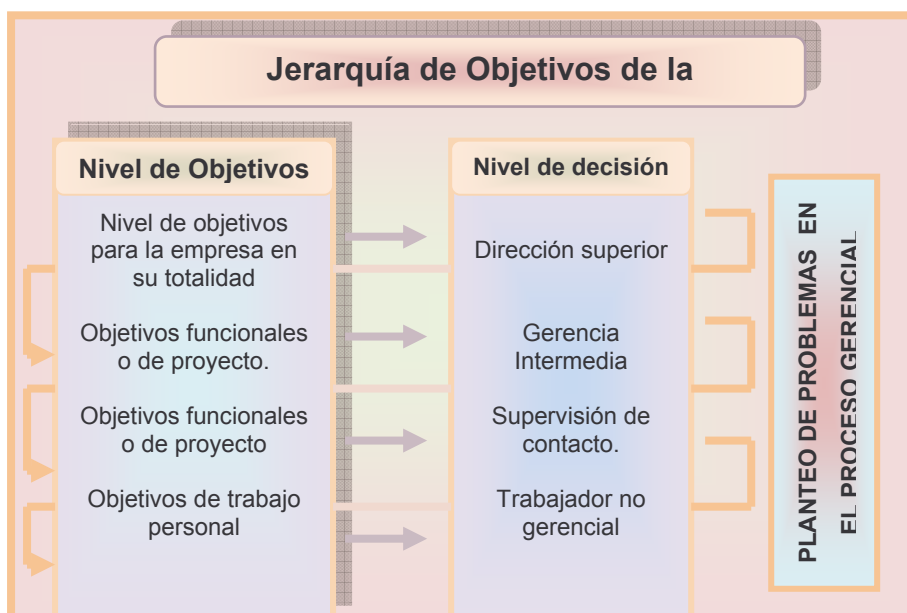 Jerarquía de Objetivos de la
Nivel de Objetivos
Nivel de objetivos
para la empresa en
su totalidad
Objetivos funcionales
o de proyecto.
Objetivos funcionales
o de proyecto
Objetivos de trabajo
personal
Nivel de decisión
Dirección superior
Gerencia
Intermedia
Supervisión de
contacto.
Trabajador no
gerencial
PLANTEO DE PROBLEMAS EN
EL PROCESO GERENCIAL